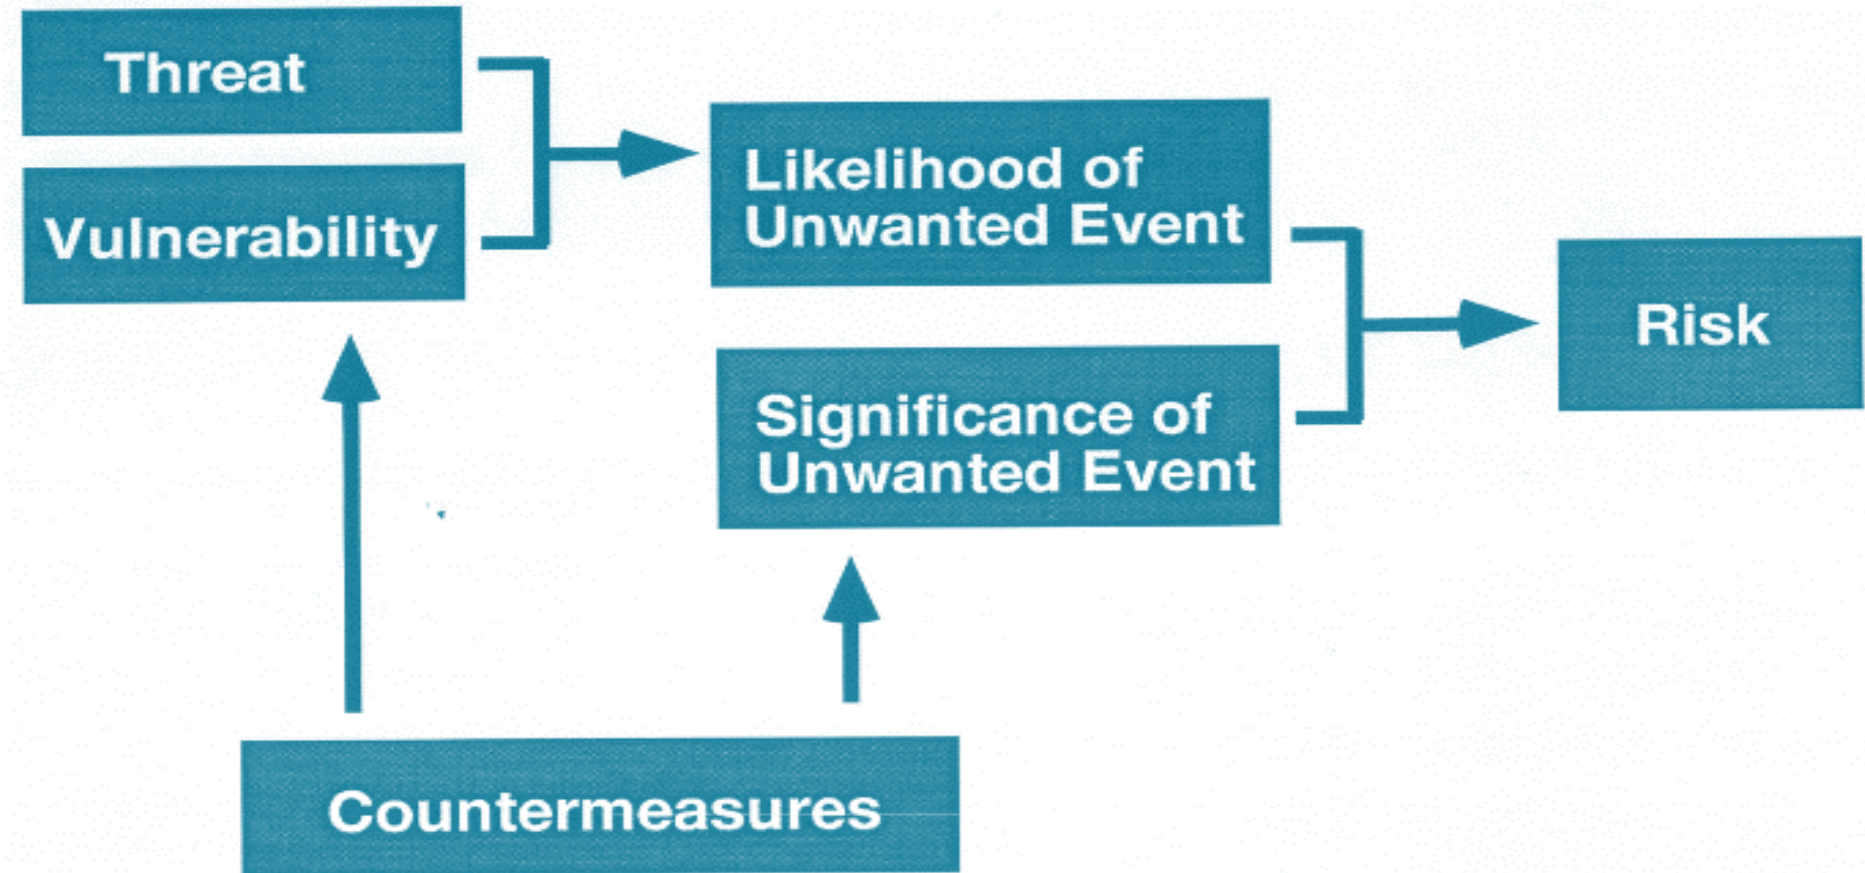 Threat
Vulnerability
Likelihood of
Unwanted Event
Significance of
Unwanted Event
Risk
Countermeasures